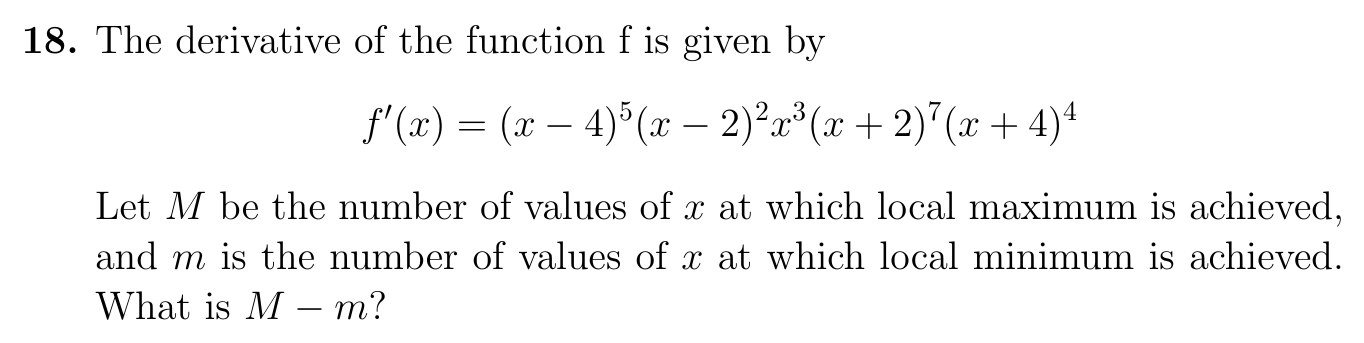 18. The derivative of the function f is given by
f′(x) = (x − 4)⁵(x − 2)²x³(x + 2)⁷(x + 4)⁴
Let M be the number of values of x at which local maximum is achieved,
and m is the number of values of x at which local minimum is achieved.
What is M − m?